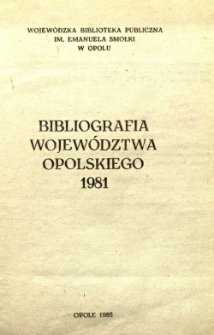 WOJEWÓDZKA BIBLIOTEKA PUBLICZNA
IM. EMANUELA SMOŁKI
W OPOLU
BIBLIOGRAFIA
WOJEWÓDZTWA
OPOLSKIEGO
1981
OPOLE 1985